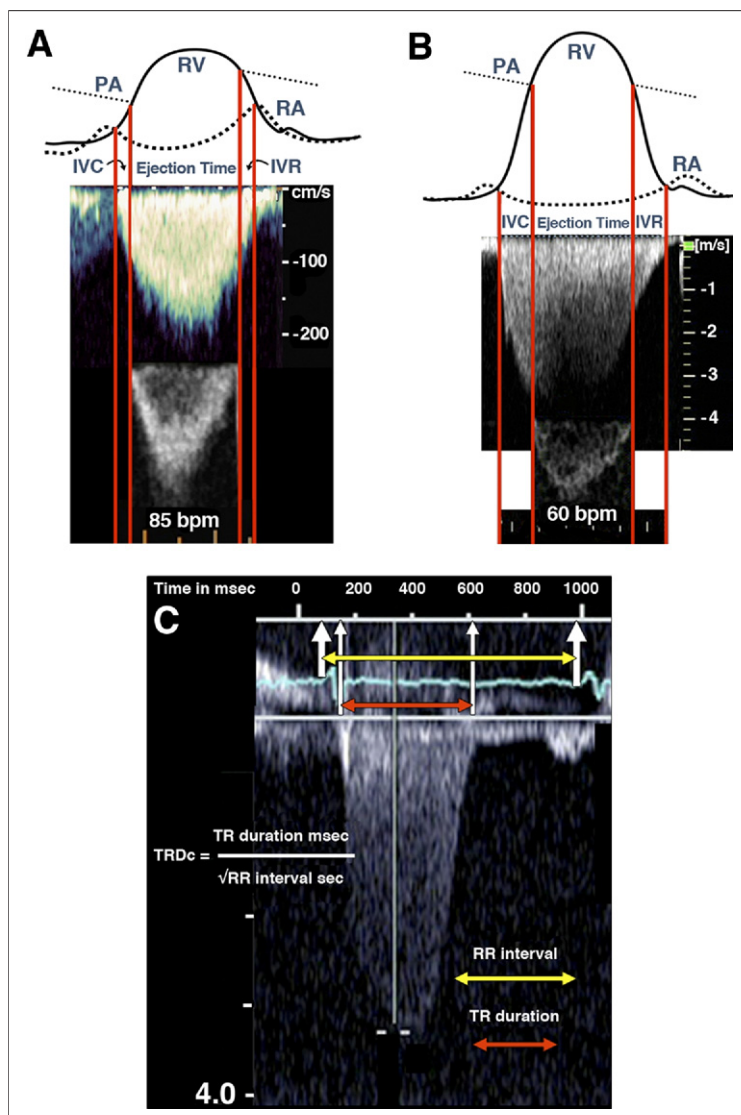 A
RV
PA
RA
IVC
Ejection Time
IVR
cm/s
-100
-200
85 bpm
B
RV
PA
RA
IVC
Ejection Time
IVR
[m/s]
-1
-2
-3
-4
60 bpm
C
Time in msec 0 200 400 600 800 1000
TRDc = TR duration msec
√RR interval sec
RR interval
TR duration
4.0